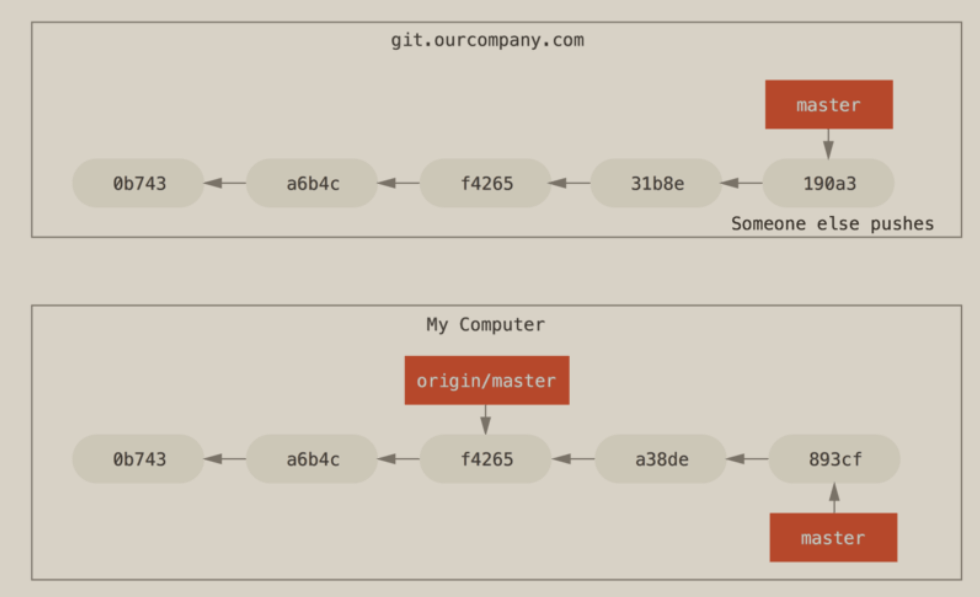 git.ourcompany.com
master
0b743
a6b4c
f4265
31b8e
190a3
Someone else pushes
My Computer
origin/master
0b743
a6b4c
f4265
a38de
893cf
master